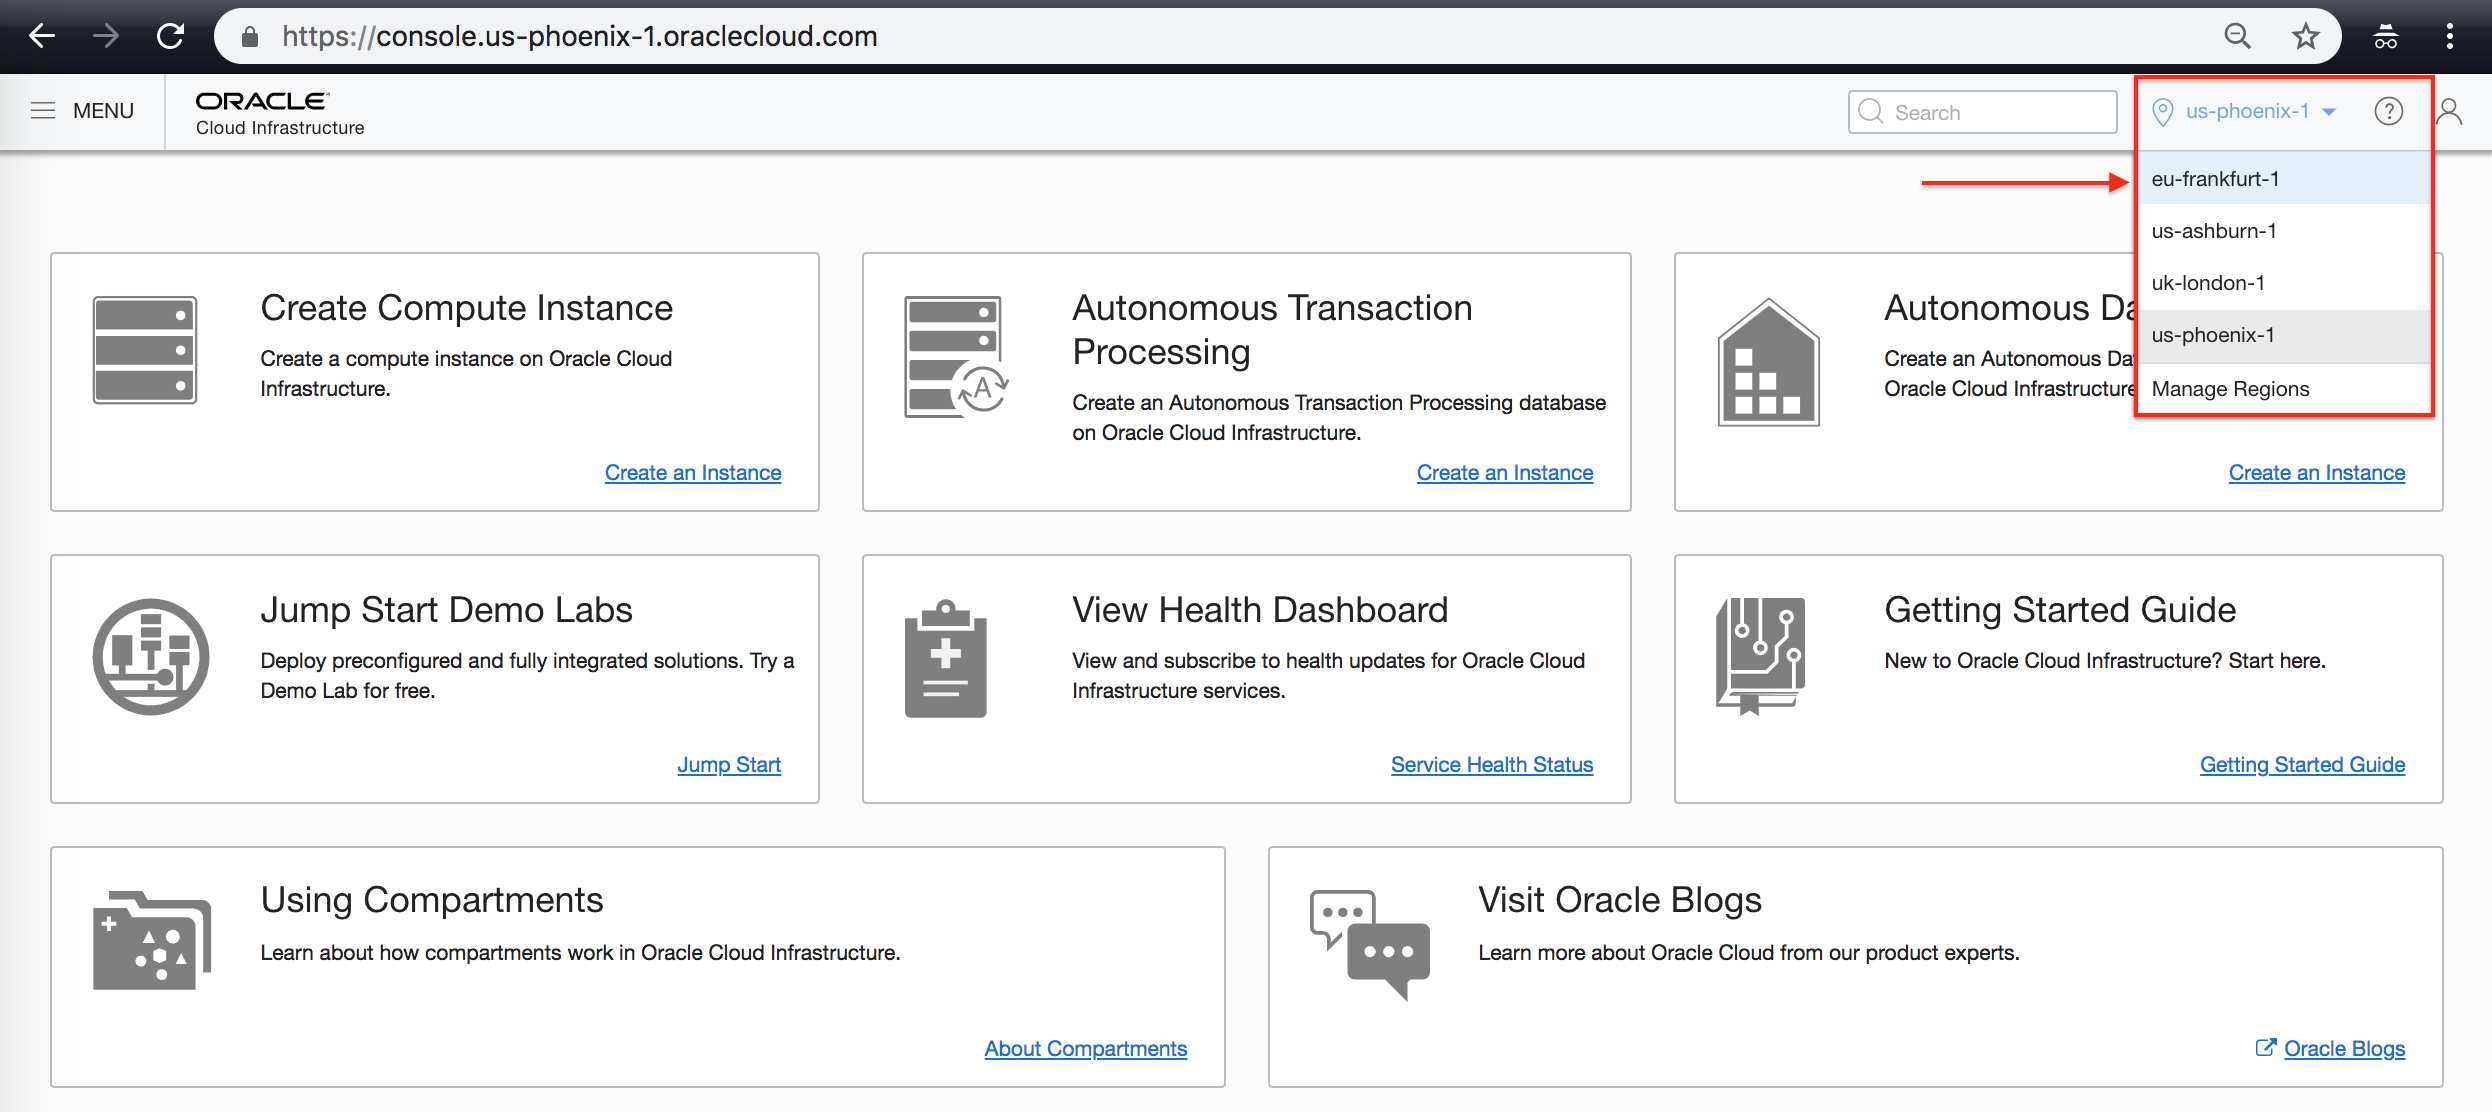 https://console.us-phoenix-1.oraclecloud.com
MENU
ORACLE
Cloud Infrastructure
Search
us-phoenix-1
?
eu-frankfurt-1
us-ashburn-1
uk-london-1
us-phoenix-1
Manage Regions
Create Compute Instance
Create a compute instance on Oracle Cloud
Infrastructure.
Create an Instance
Autonomous Transaction
Processing
Create an Autonomous Transaction Processing database
on Oracle Cloud Infrastructure.
Create an Instance
A
Autonomous Da
Create an Autonomous Da
Oracle Cloud Infrastructure
Create an Instance
Jump Start Demo Labs
Deploy preconfigured and fully integrated solutions. Try a
Demo Lab for free.
Jump Start
View Health Dashboard
View and subscribe to health updates for Oracle Cloud
Infrastructure services.
Service Health Status
Getting Started Guide
New to Oracle Cloud Infrastructure? Start here.
Getting Started Guide
Using Compartments
Learn about how compartments work in Oracle Cloud Infrastructure.
About Compartments
Visit Oracle Blogs
Learn more about Oracle Cloud from our product experts.
Oracle Blogs